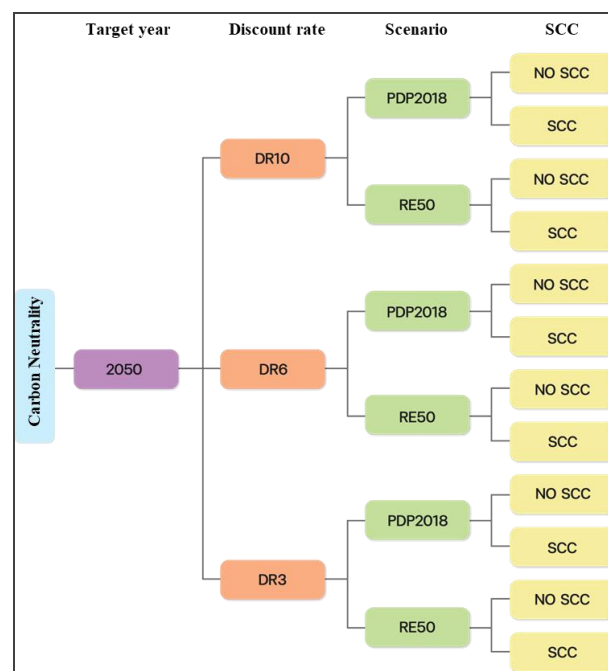 Target year Discount rate Scenario SCC
NO SCC
PDP2018
SCC
DR10
NO SCC
RE50
SCC
NO SCC
PDP2018
SCC
Carbon Neutrality
2050
DR6
NO SCC
RE50
SCC
NO SCC
PDP2018
SCC
DR3
NO SCC
RE50
SCC